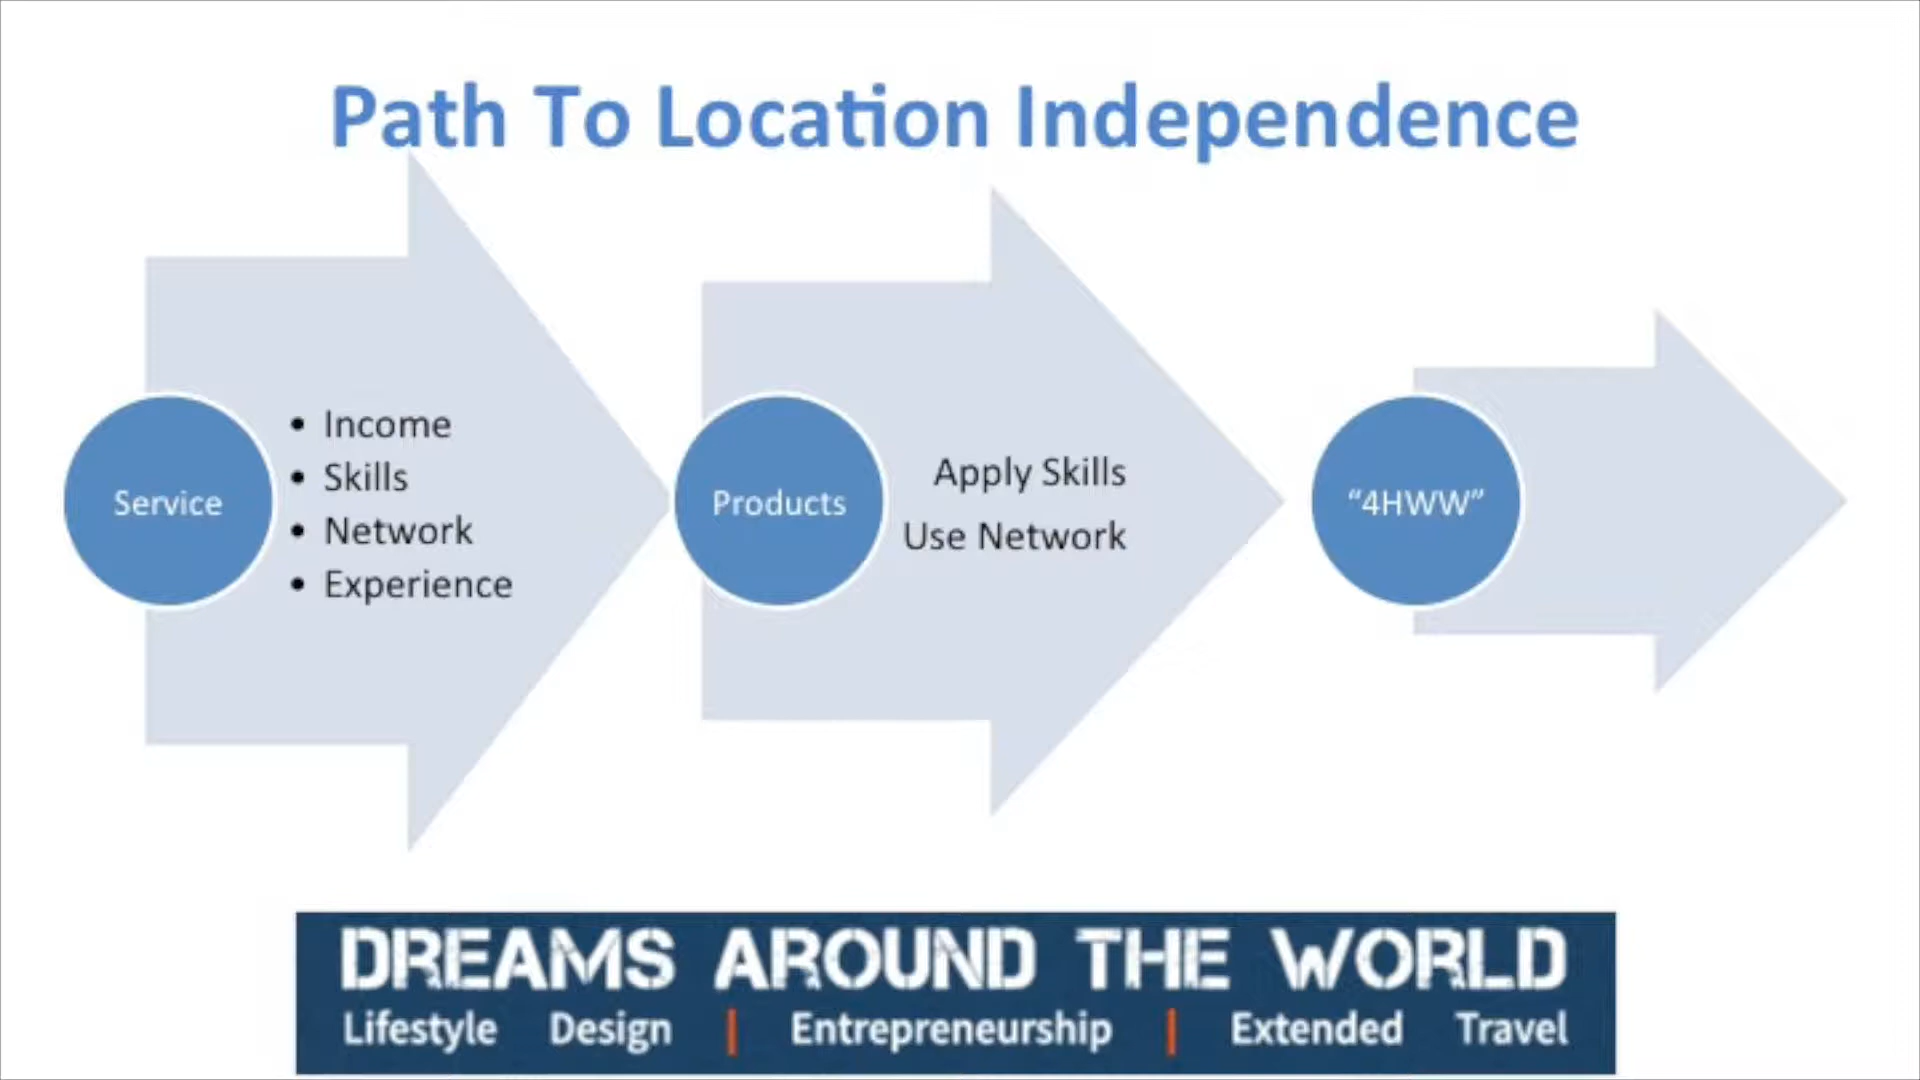 Path To Location Independence
Service
• Income
• Skills
• Network
• Experience
Products
Apply Skills
Use Network
“4HWW”
DREAMS AROUND THE WORLD
Lifestyle Design | Entrepreneurship | Extended Travel